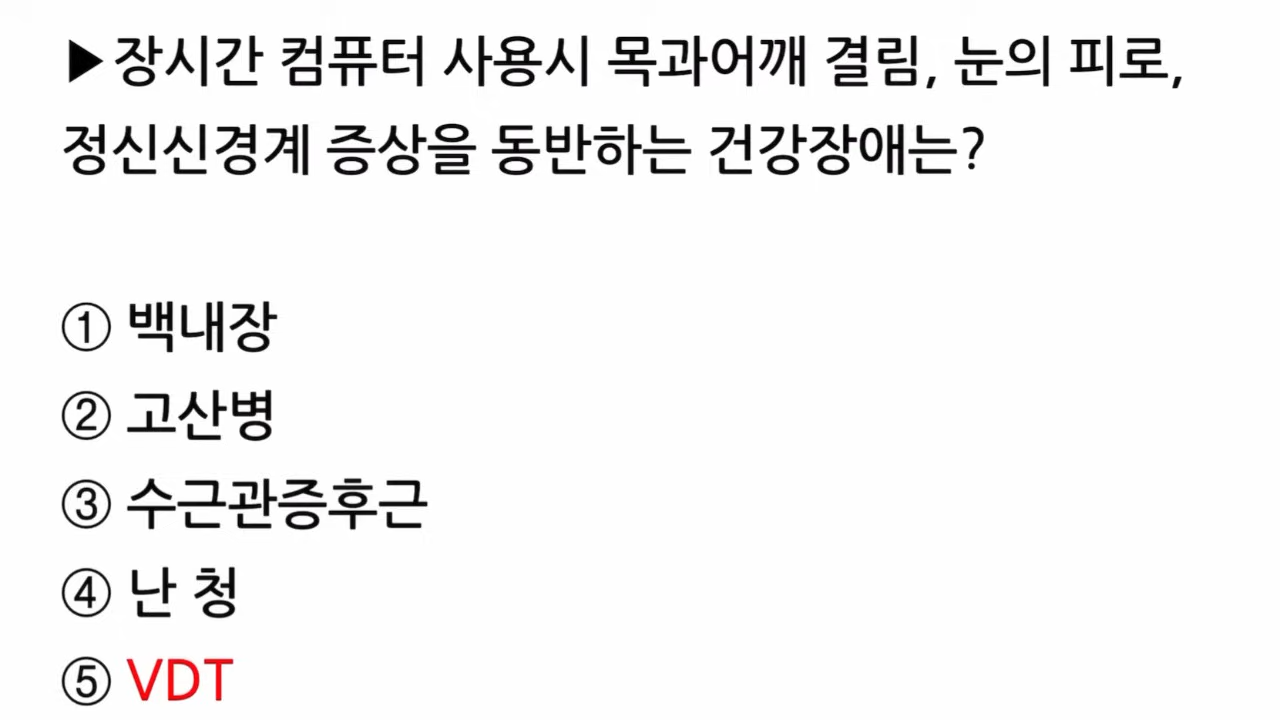 ▶장시간 컴퓨터 사용시 목과어깨 결림, 눈의 피로,
정신신경계 증상을 동반하는 건강장애는?
① 백내장
② 고산병
③ 수근관증후근
④ 난 청
⑤ VDT